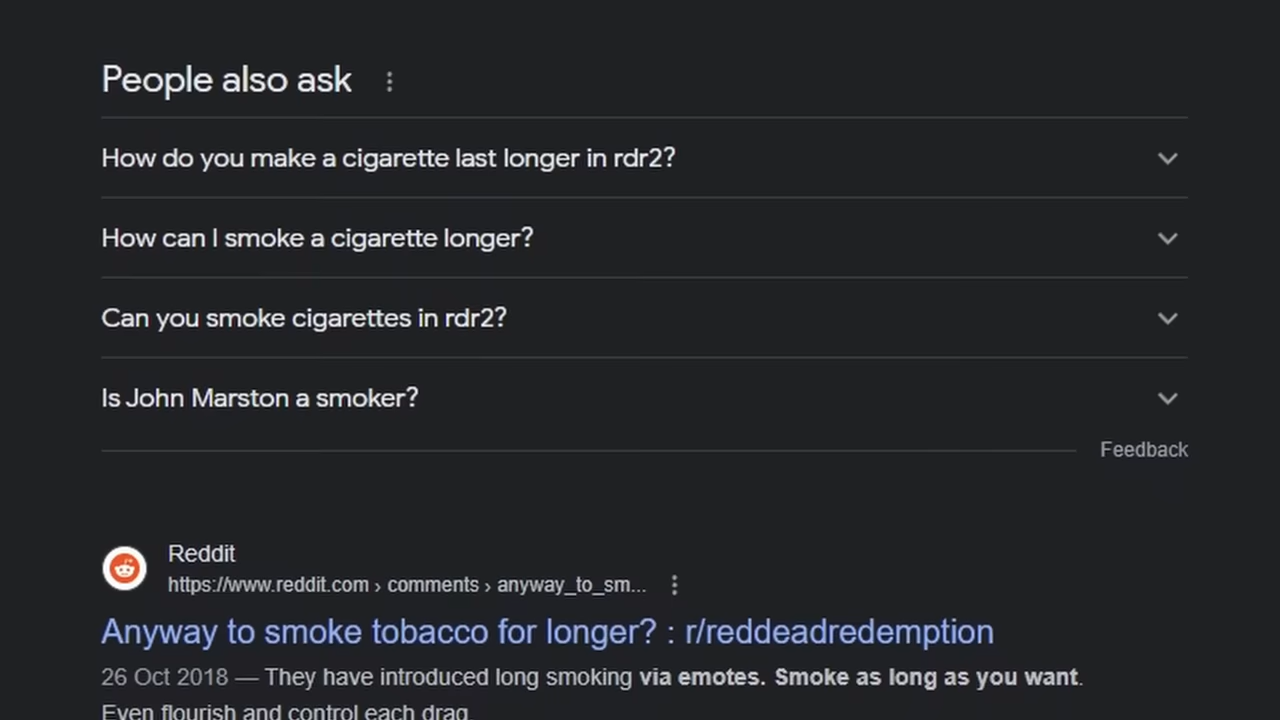 People also ask
How do you make a cigarette last longer in rdr2?
How can I smoke a cigarette longer?
Can you smoke cigarettes in rdr2?
Is John Marston a smoker?
Feedback
Reddit
https://www.reddit.com › comments › anyway_to_sm...
Anyway to smoke tobacco for longer? : r/reddeadredemption
26 Oct 2018 — They have introduced long smoking via emotes. Smoke as long as you want.
Even flourish and control each drag.